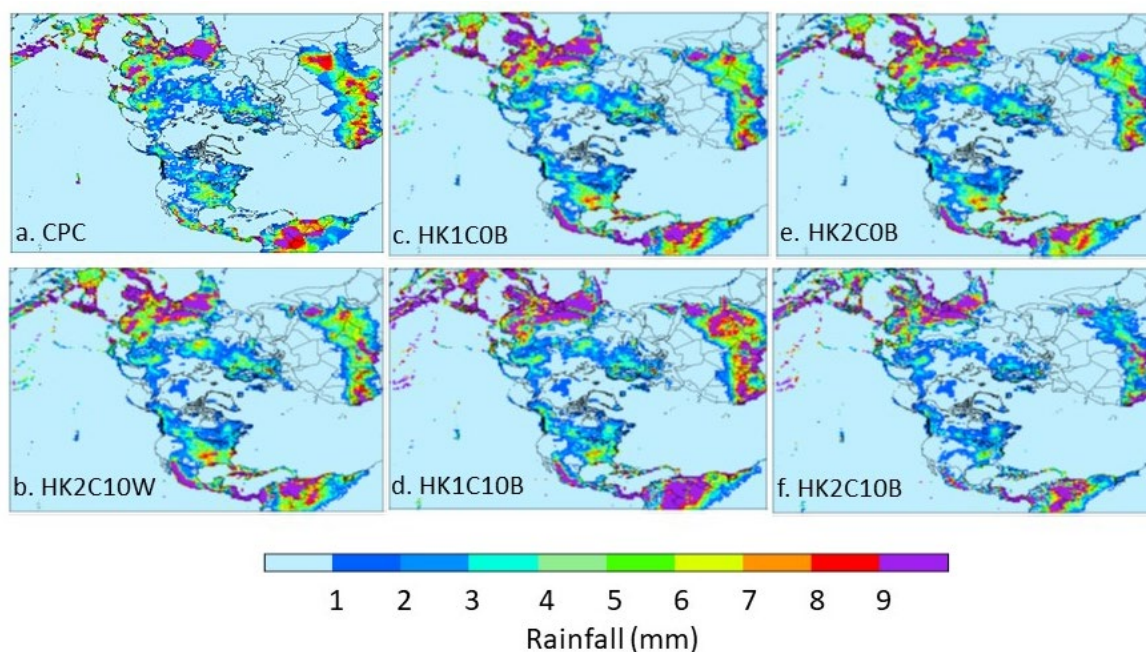 a. CPC
c. HK1C0B
e. HK2C0B
b. HK2C10W
d. HK1C10B
f. HK2C10B
1 2 3 4 5 6 7 8 9
Rainfall (mm)